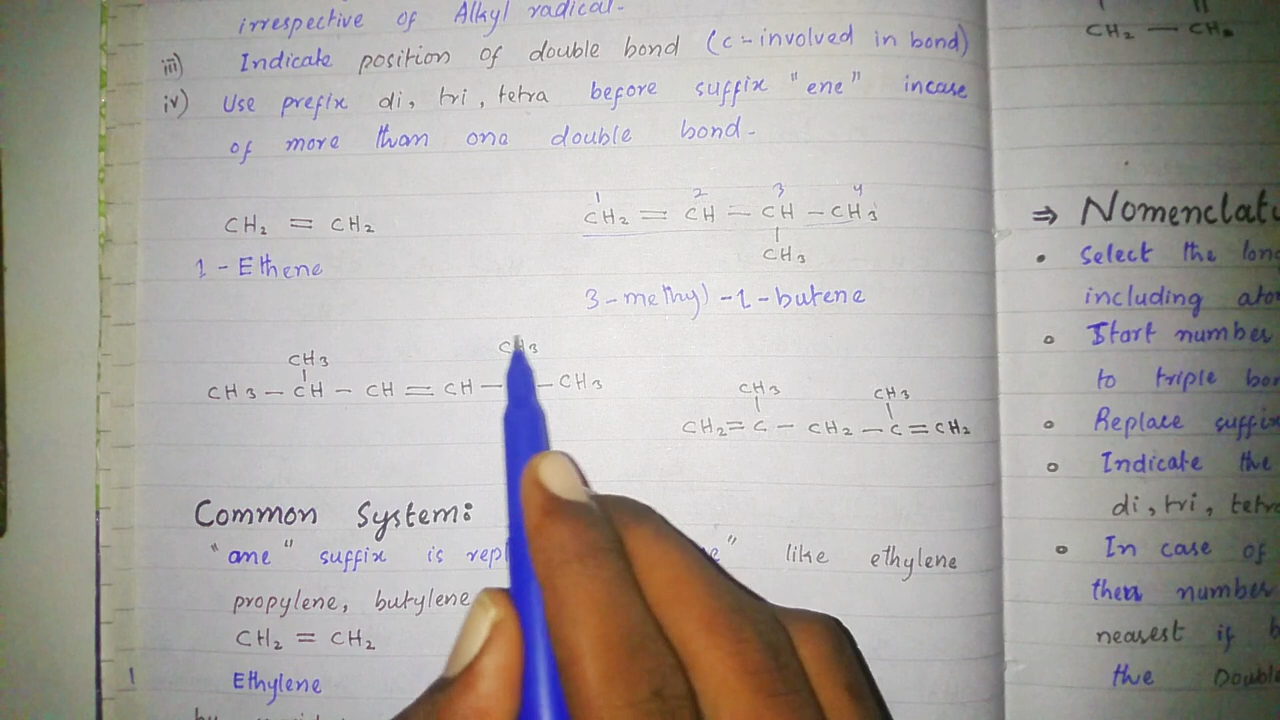 irrespective of Alkyl radical-
iii) Indicate position of double bond (c-involved in bond)
iv) Use prefix di, tri, tetra before suffix "ene" incase
of more than one double bond-
CH2 = CH2
1-Ethene
1 2 3 4
CH2 = CH – CH – CH3
CH3
3-methyl-1-butene
CH3 CH3
CH3 – CH – CH = CH – – CH3
CH3 CH3
CH2 = C – CH2 – C = CH2
Common System:
"ane" suffix is like ethylene
propylene, butylene
CH2 = CH2
Ethylene
1
CH2 –
⇒ Nomenclat
• Select the lon
including ato
Start number
to triple bo
Replace suffi
Indicate the
di, tri, tetr
In case of
then number
nearest if
the Doubl